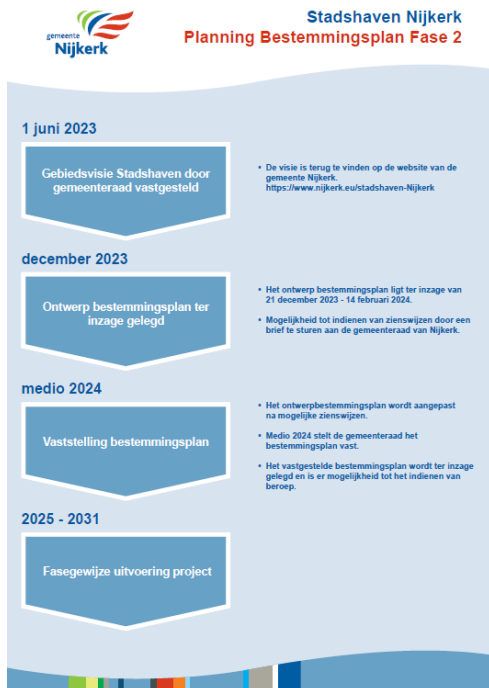 gemeente
Nijkerk
Stadshaven Nijkerk
Planning Bestemmingsplan Fase 2
1 juni 2023
Gebiedsvisie Stadshaven door
gemeenteraad vastgesteld
• De visie is terug te vinden op de website van de
gemeente Nijkerk.
https://www.nijkerk.eu/stadshaven-Nijkerk
december 2023
Ontwerp bestemmingsplan ter
inzage gelegd
• Het ontwerp bestemmingsplan ligt ter inzage van
21 december 2023 - 14 februari 2024.
• Mogelijkheid tot indienen van zienswijzen door een
brief te sturen aan de gemeenteraad van Nijkerk.
medio 2024
Vaststelling bestemmingsplan
• Het ontwerpbestemmingsplan wordt aangepast
na mogelijke zienswijzen.
• Medio 2024 stelt de gemeenteraad het
bestemmingsplan vast.
• Het vastgestelde bestemmingsplan wordt ter inzage
gelegd en is er mogelijkheid tot het indienen van
beroep.
2025 - 2031
Fasegewijze uitvoering project